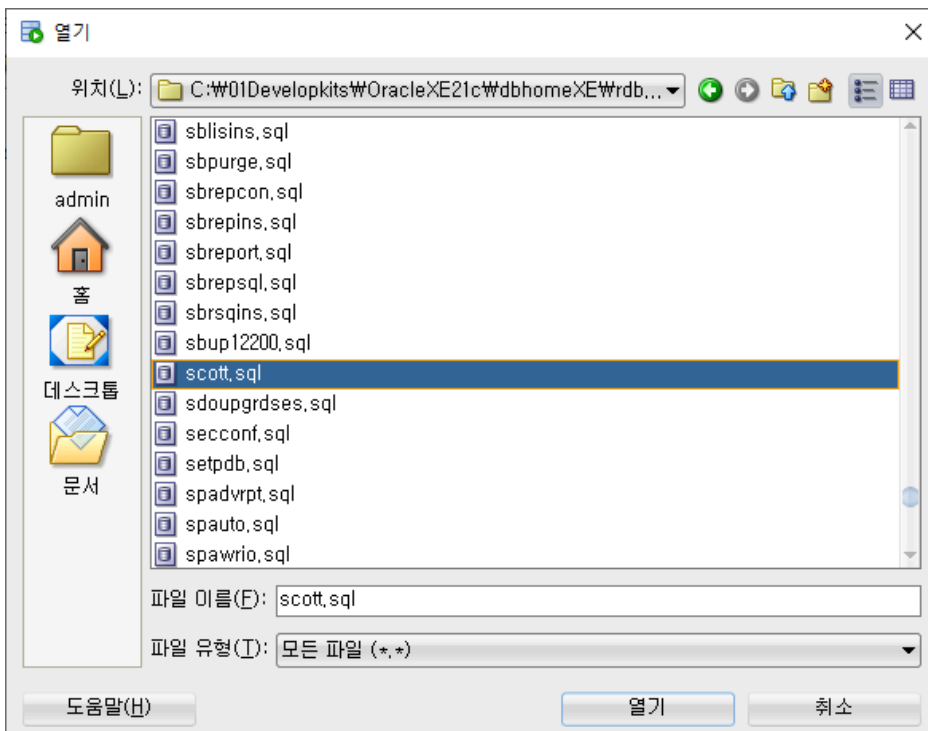 열기
위치(L):
C:₩01Developkits₩OracleXE21c₩dbhomeXE₩rdb...
admin
홈
데스크톱
문서
sblisins,sql
sbpurge,sql
sbrepcon,sql
sbrepins,sql
sbreport,sql
sbrepsql,sql
sbrsqins,sql
sbup12200,sql
scott,sql
sdoupgrdses,sql
secconf,sql
setpdb,sql
spadvrpt,sql
spauto,sql
spawrio,sql
파일 이름(F): scott,sql
파일 유형(T): 모든 파일 (*,*)
도움말(H) 열기 취소